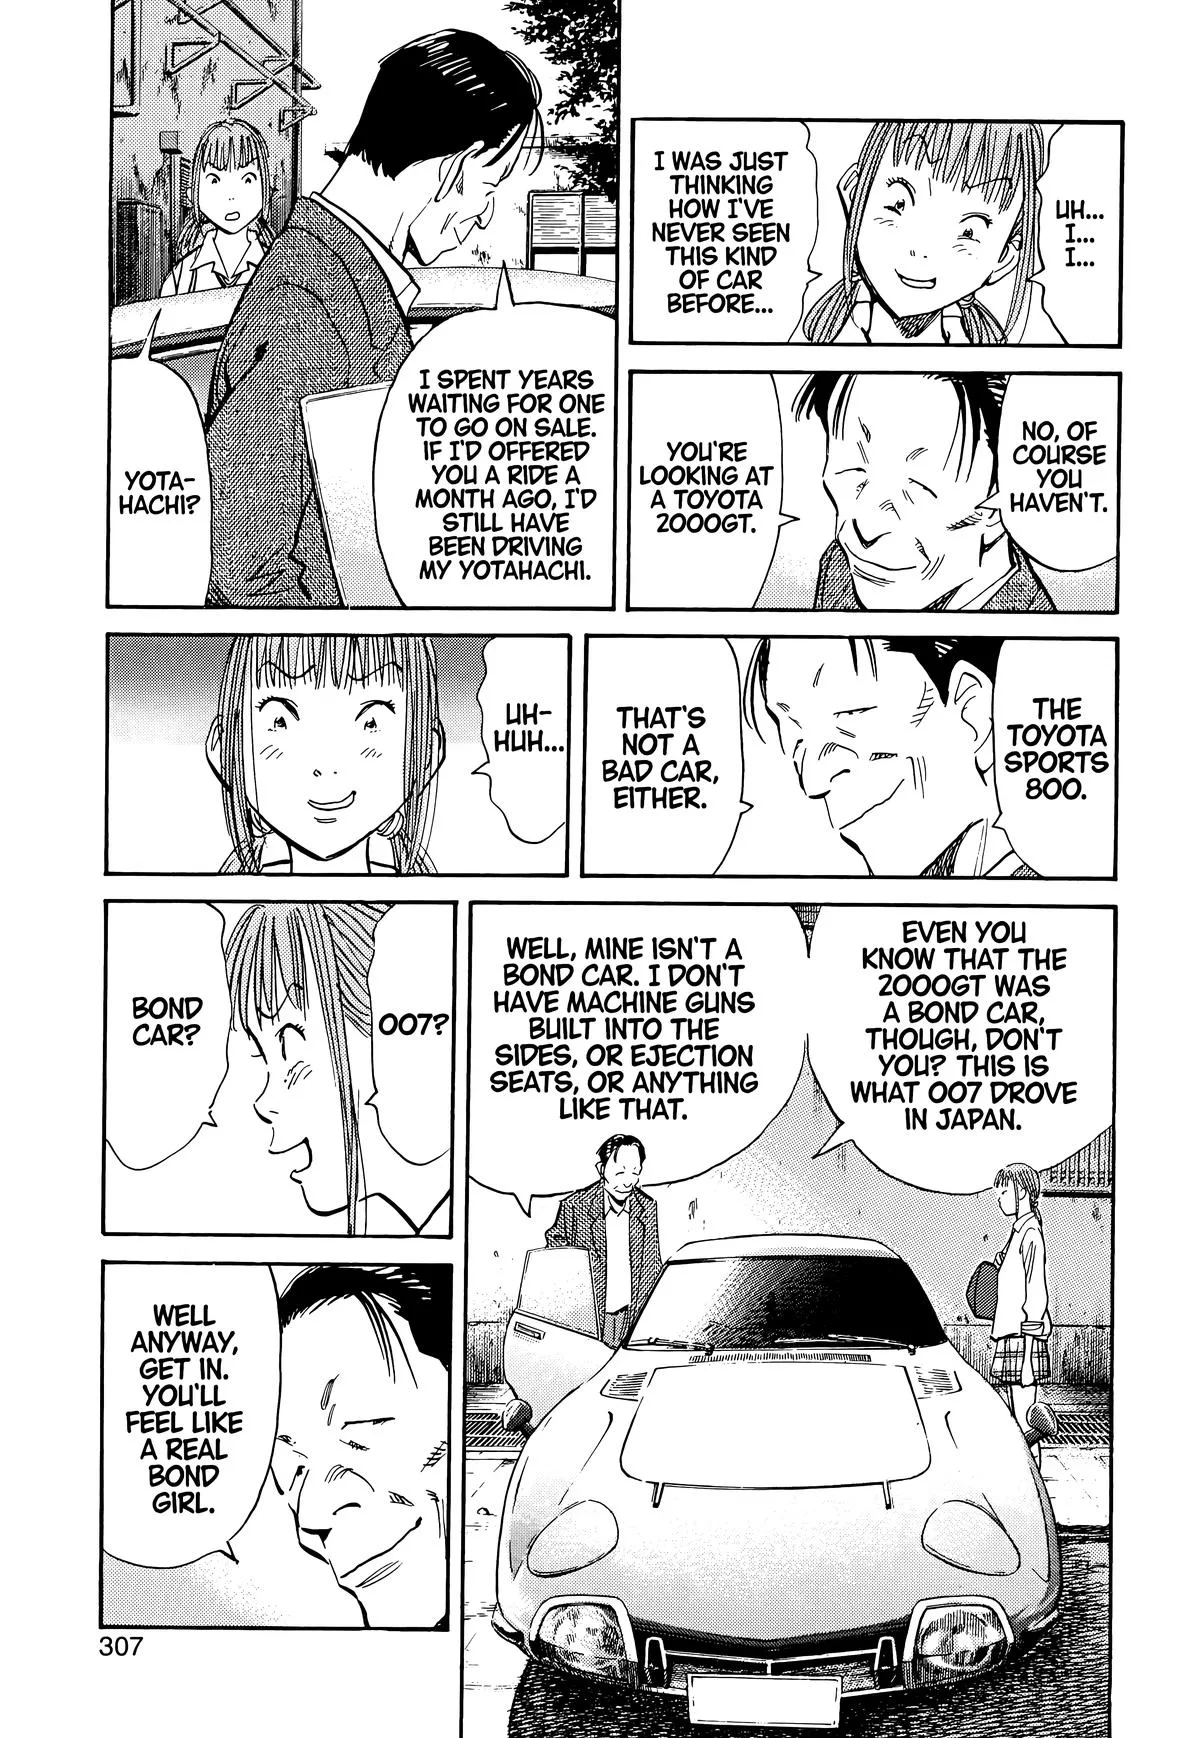 UH...
I...
I...
I WAS JUST
THINKING
HOW I'VE
NEVER SEEN
THIS KIND
OF CAR
BEFORE...
NO, OF
COURSE
YOU
HAVEN'T.
YOU'RE
LOOKING AT
A TOYOTA
2000GT.
I SPENT YEARS
WAITING FOR ONE
TO GO ON SALE.
IF I'D OFFERED
YOU A RIDE A
MONTH AGO, I'D
STILL HAVE
BEEN DRIVING
MY YOTAHACHI.
YOTA-
HACHI?
THE
TOYOTA
SPORTS
800.
THAT'S
NOT A
BAD CAR,
EITHER.
UH-
HUH...
EVEN YOU
KNOW THAT THE
2000GT WAS
A BOND CAR,
THOUGH, DON'T
YOU? THIS IS
WHAT 007 DROVE
IN JAPAN.
WELL, MINE ISN'T A
BOND CAR. I DON'T
HAVE MACHINE GUNS
BUILT INTO THE
SIDES, OR EJECTION
SEATS, OR ANYTHING
LIKE THAT.
007?
BOND
CAR?
WELL
ANYWAY,
GET IN.
YOU'LL
FEEL LIKE
A REAL
BOND
GIRL.
307